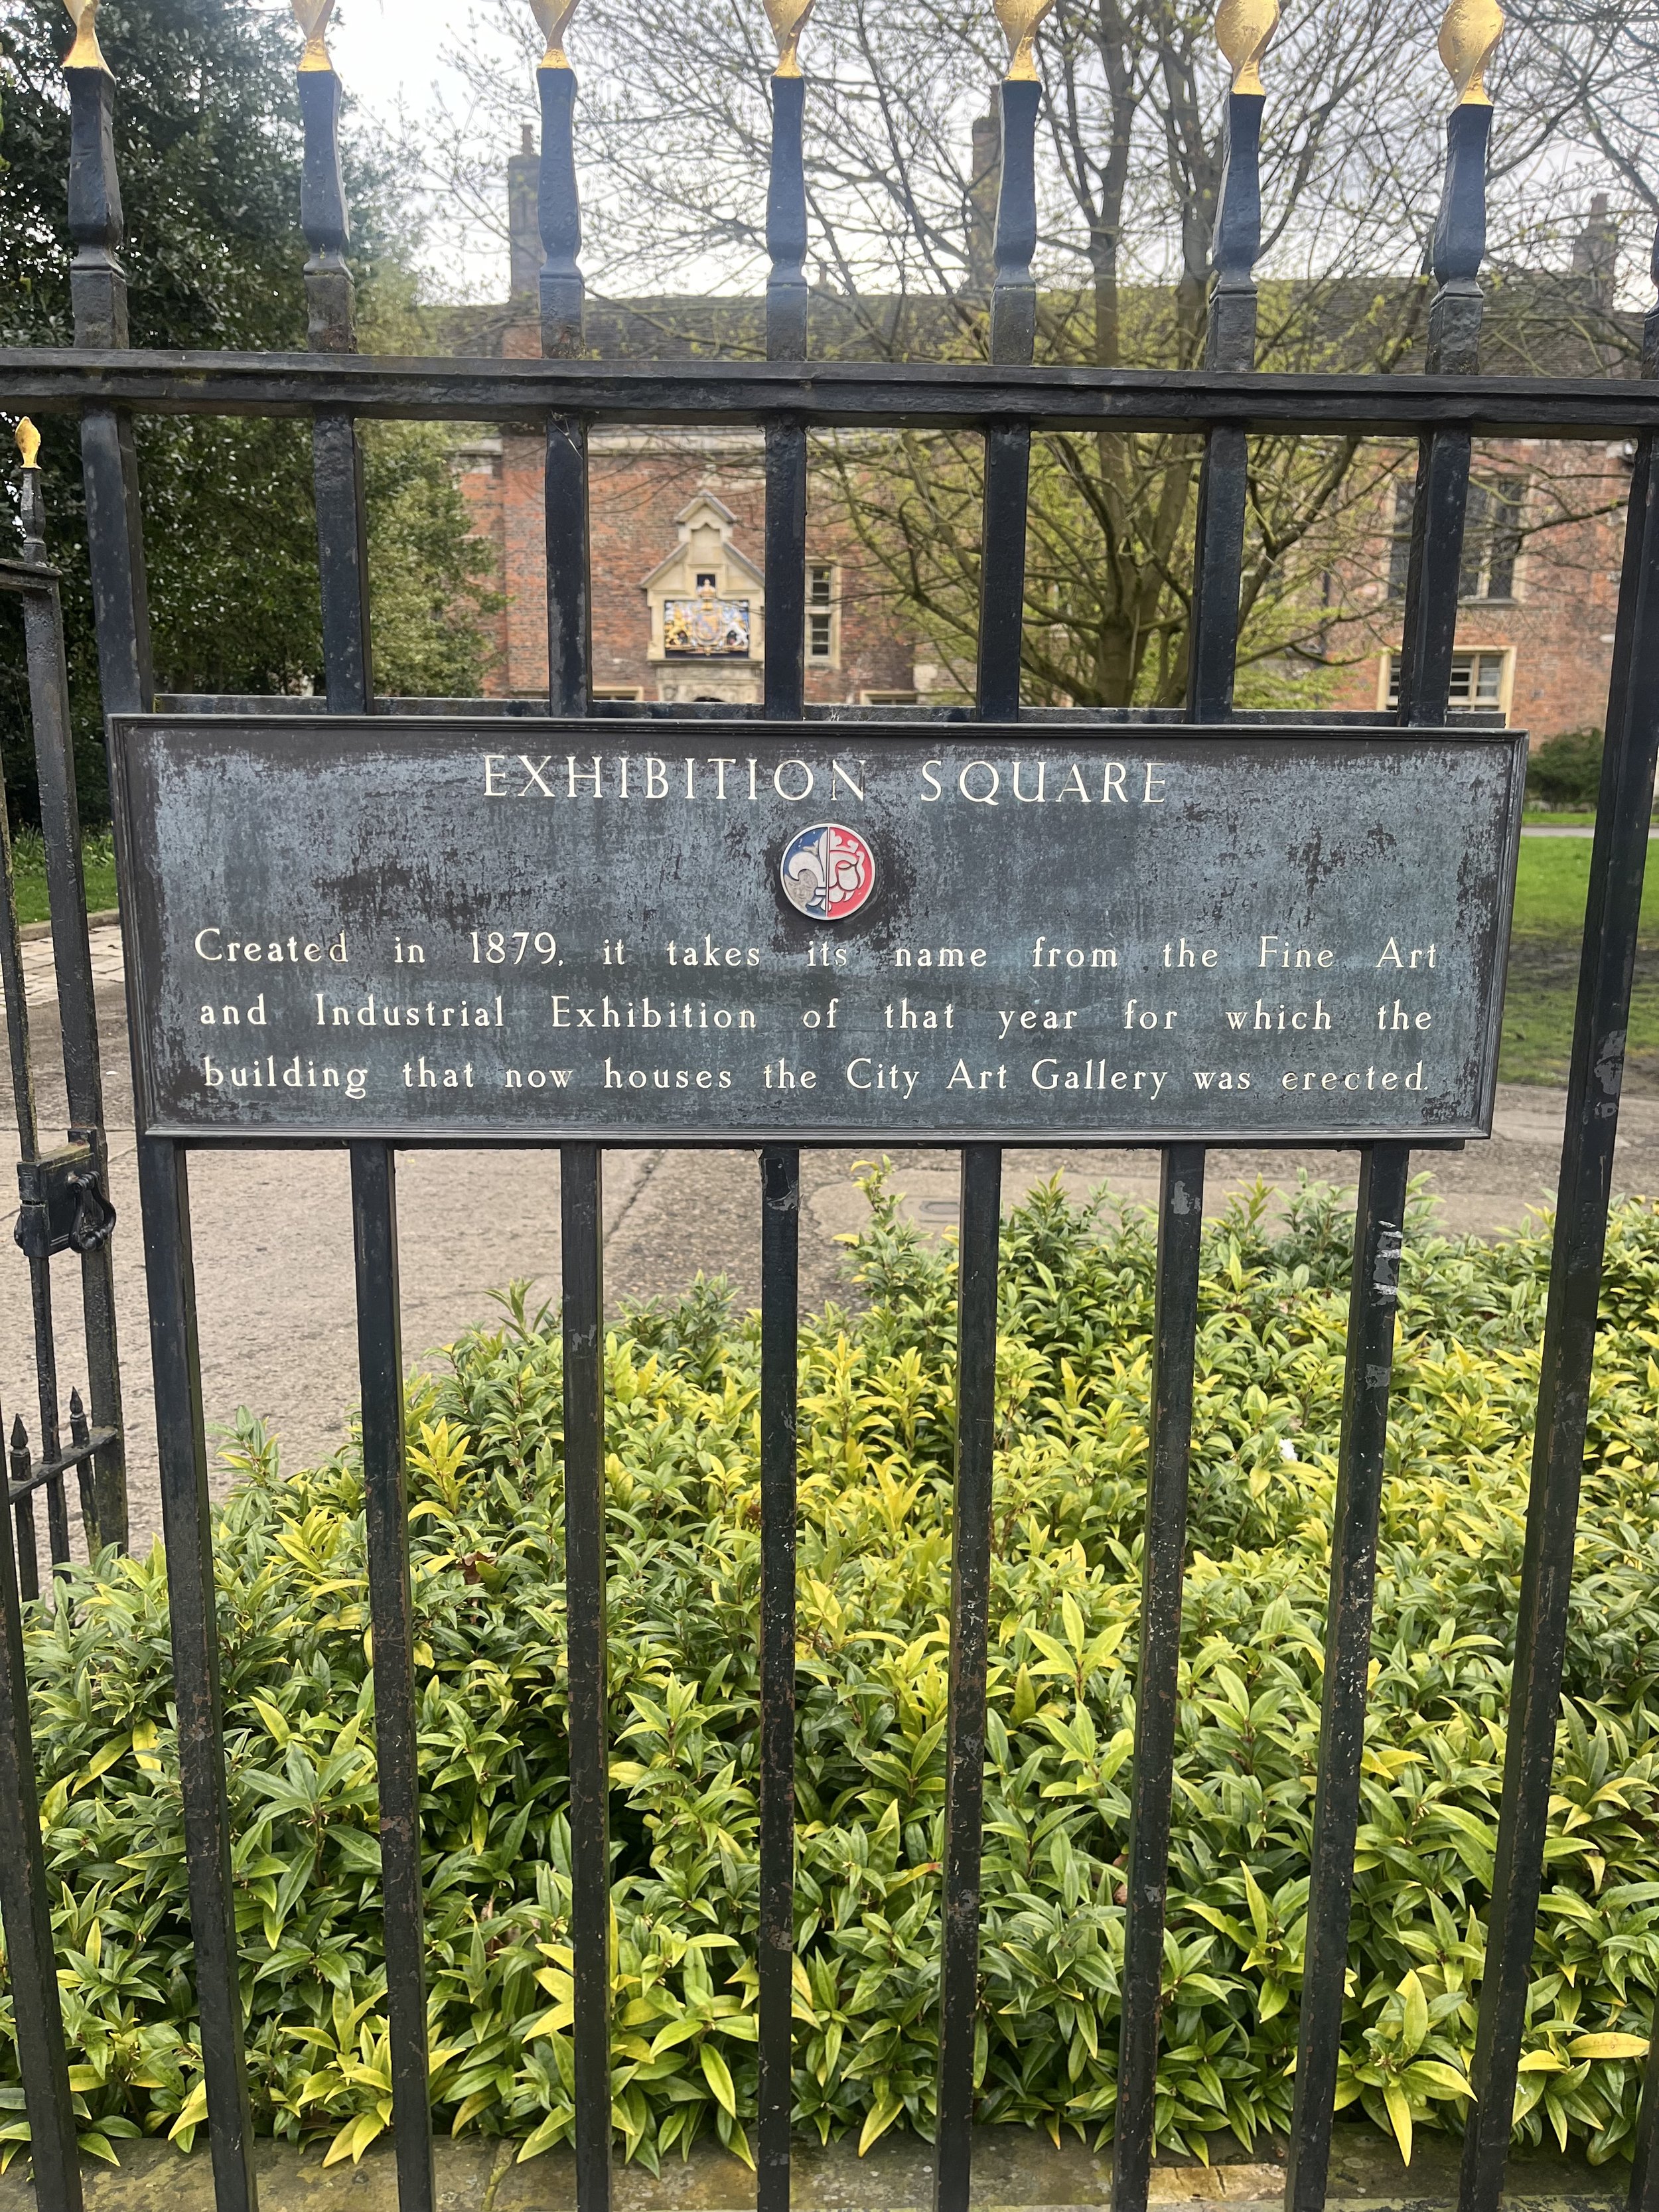 EXHIBITION SQUARE
Created in 1879, it takes its name from the Fine Art
and Industrial Exhibition of that year for which the
building that now houses the City Art Gallery was erected.